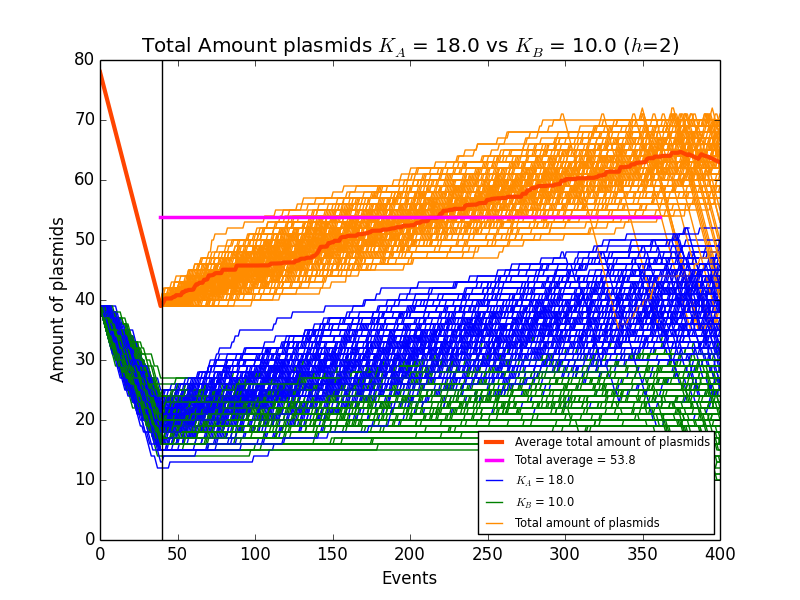 Total Amount plasmids K_A = 18.0 vs K_B = 10.0 (h=2)
80
70
60
50
40
30
20
10
0
Amount of plasmids
Average total amount of plasmids
Total average = 53.8
K_A = 18.0
K_B = 10.0
Total amount of plasmids
0 50 100 150 200 250 300 350 400
Events